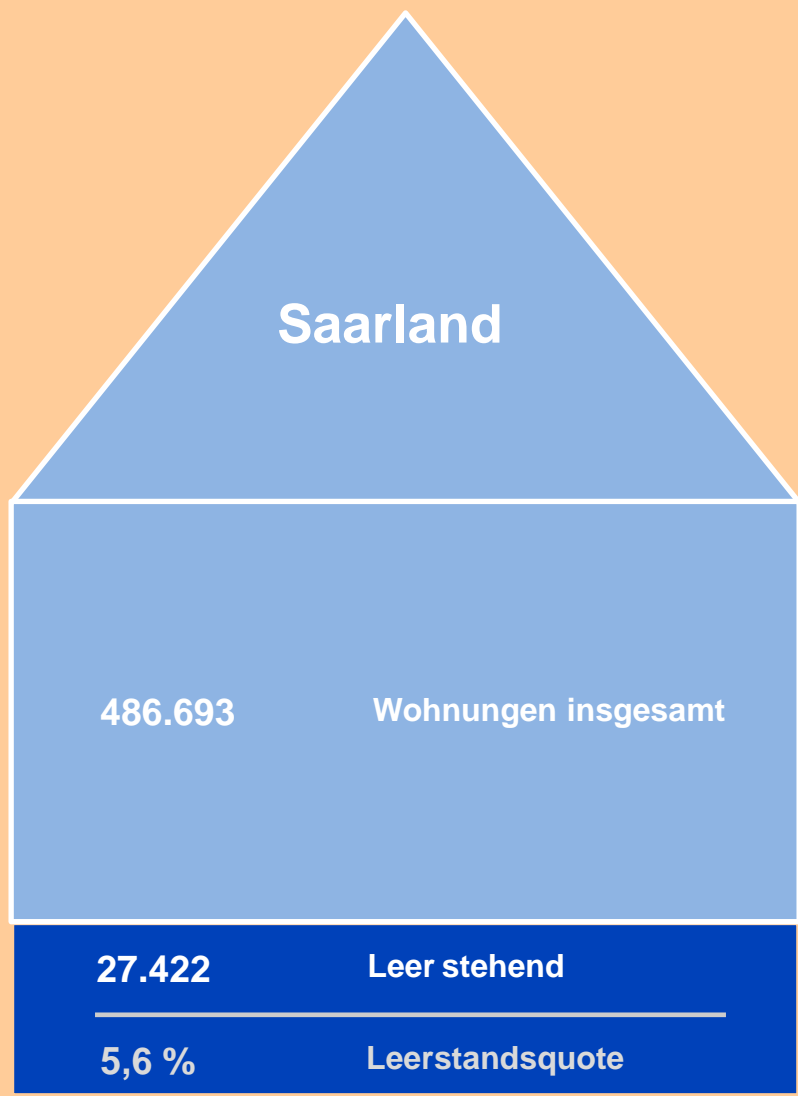 Saarland
486.693 Wohnungen insgesamt
27.422 Leer stehend
5,6 % Leerstandsquote